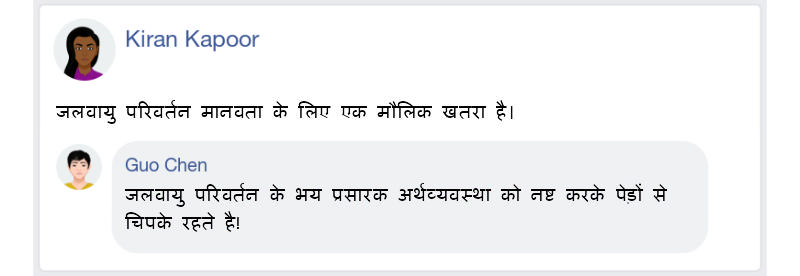 Kiran Kapoor
जलवायु परिवर्तन मानवता के लिए एक मौलिक खतरा है।
Guo Chen
जलवायु परिवर्तन के भय प्रसारक अर्थव्यवस्था को नष्ट करके पेड़ों से
चिपके रहते है!